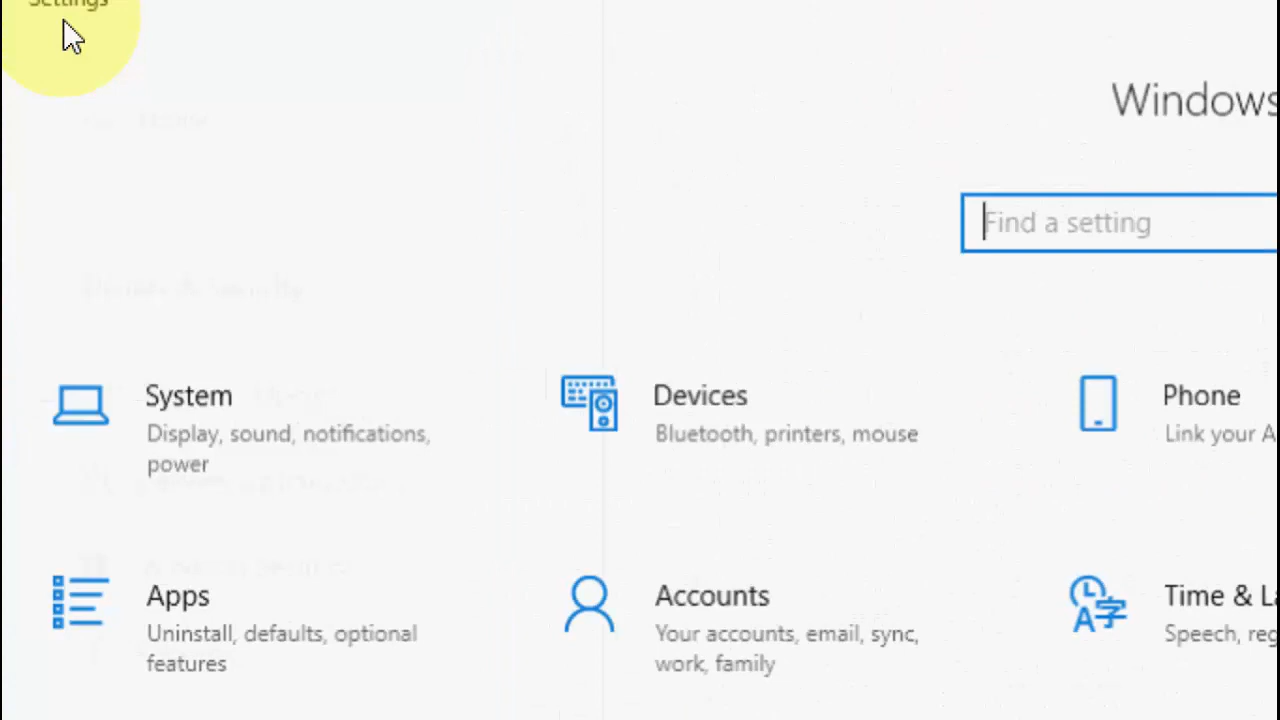 Settings
Windows
Find a setting
System
Display, sound, notifications,
power
Devices
Bluetooth, printers, mouse
Phone
Link your A
Apps
Uninstall, defaults, optional
features
Accounts
Your accounts, email, sync,
work, family
Time & La
Speech, reg